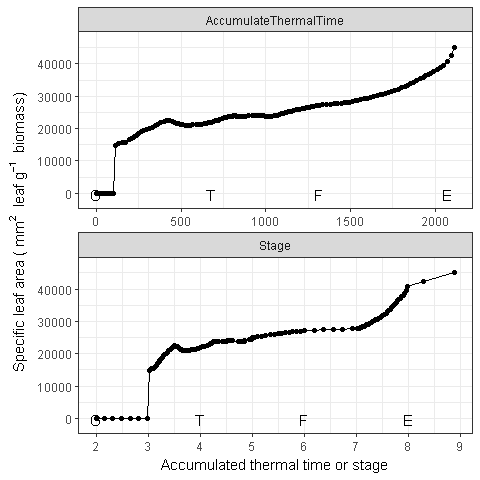 AccumulateThermalTime
40000
30000
20000
10000
0
G T F E
0 500 1000 1500 2000
Stage
40000
30000
20000
10000
0
G T F E
2 3 4 5 6 7 8 9
Accumulated thermal time or stage
Specific leaf area ( mm² leaf g⁻¹ biomass)